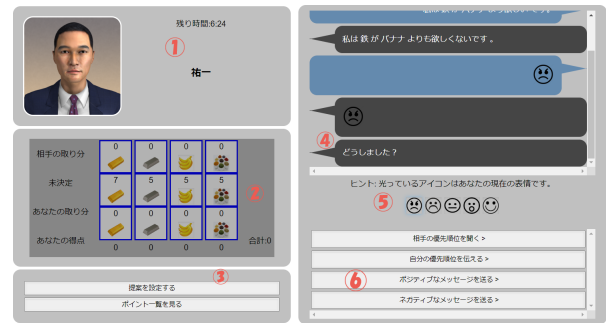 残り時間:6:24
①
祐一
相手の取り分
0 0 0 0
未決定
7 5 5 5
②
あなたの取り分
0 0 0 0
あなたの得点
0 0 0 0
合計:0
③
提案を設定する
ポイント一覧を見る
私は 鉄 が バナナ よりも欲しくないです 。
④
どうしました？
ヒント: 光っているアイコンはあなたの現在の表情です。
⑤
相手の優先順位を聞く >
自分の優先順位を伝える >
⑥
ポジティブなメッセージを送る >
ネガティブなメッセージを送る >